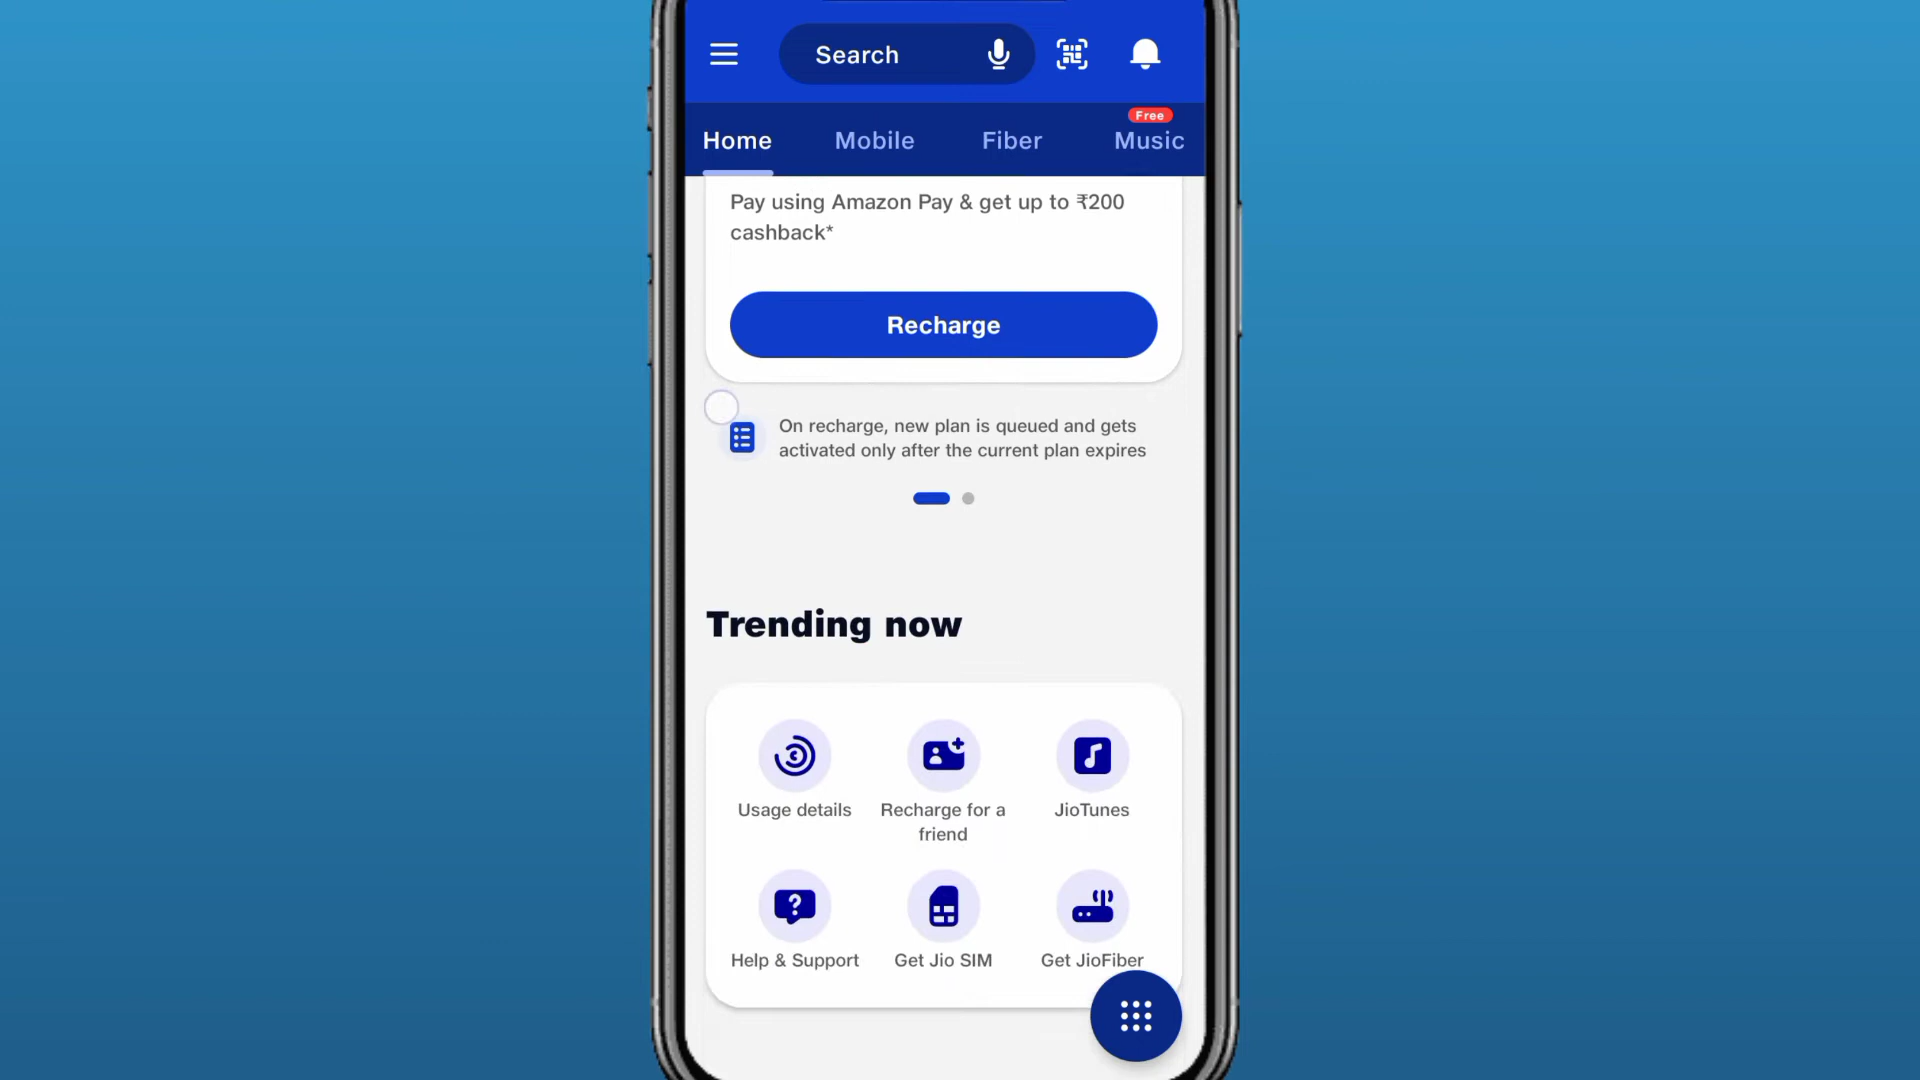 Search
Free
Home Mobile Fiber Music
Pay using Amazon Pay & get up to ₹200
cashback*
Recharge
On recharge, new plan is queued and gets
activated only after the current plan expires
Trending now
Usage details
Recharge for a
friend
JioTunes
Help & Support
Get Jio SIM
Get JioFiber